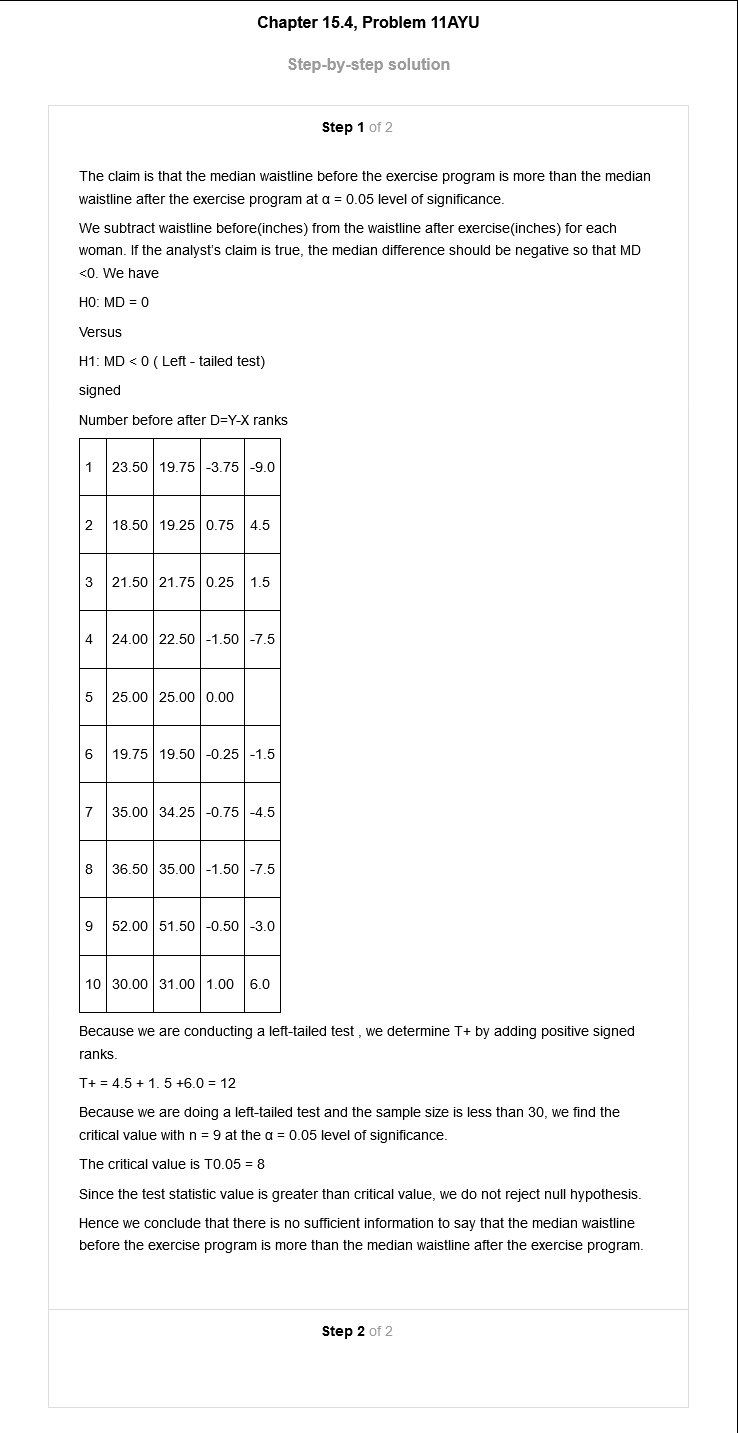 Chapter 15.4, Problem 11AYU
Step-by-step solution
Step 1 of 2
The claim is that the median waistline before the exercise program is more than the median
waistline after the exercise program at α = 0.05 level of significance.
We subtract waistline before(inches) from the waistline after exercise(inches) for each
woman. If the analyst's claim is true, the median difference should be negative so that MD
<0. We have
H0: MD = 0
Versus
H1: MD < 0 ( Left - tailed test)
signed
Number before after D=Y-X ranks
1 23.50 19.75 -3.75 -9.0
2 18.50 19.25 0.75 4.5
3 21.50 21.75 0.25 1.5
4 24.00 22.50 -1.50 -7.5
5 25.00 25.00 0.00
6 19.75 19.50 -0.25 -1.5
7 35.00 34.25 -0.75 -4.5
8 36.50 35.00 -1.50 -7.5
9 52.00 51.50 -0.50 -3.0
10 30.00 31.00 1.00 6.0
Because we are conducting a left-tailed test , we determine T+ by adding positive signed
ranks.
T+ = 4.5 + 1. 5 +6.0 = 12
Because we are doing a left-tailed test and the sample size is less than 30, we find the
critical value with n = 9 at the α = 0.05 level of significance.
The critical value is T0.05 = 8
Since the test statistic value is greater than critical value, we do not reject null hypothesis.
Hence we conclude that there is no sufficient information to say that the median waistline
before the exercise program is more than the median waistline after the exercise program.
Step 2 of 2